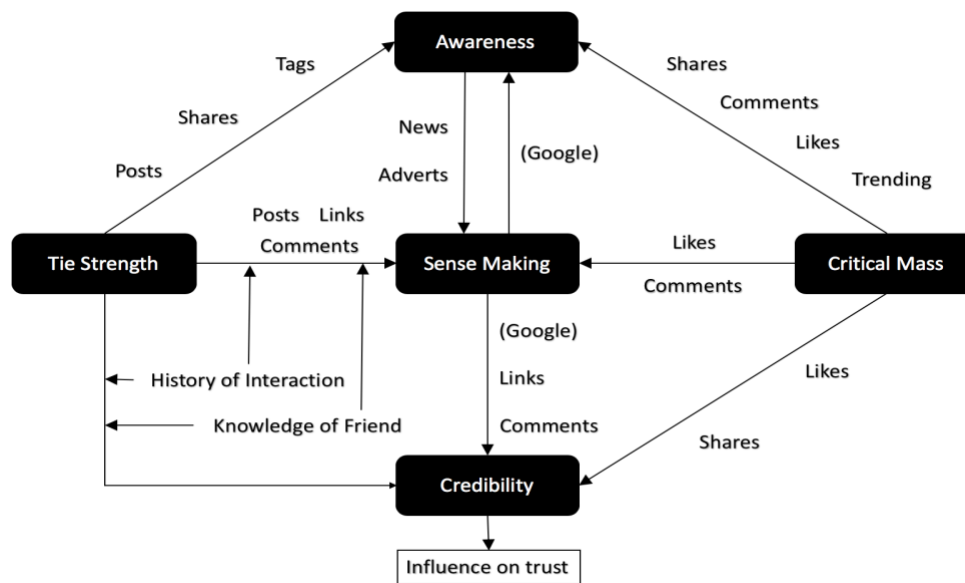 Awareness
Tags
Shares
Shares
Comments
Shares
News
(Google)
Likes
Posts
Adverts
Trending
Posts Links
Comments
Likes
Tie Strength
Sense Making
Critical Mass
Comments
(Google)
History of Interaction
Links
Likes
Knowledge of Friend
Comments
Shares
Credibility
Influence on trust